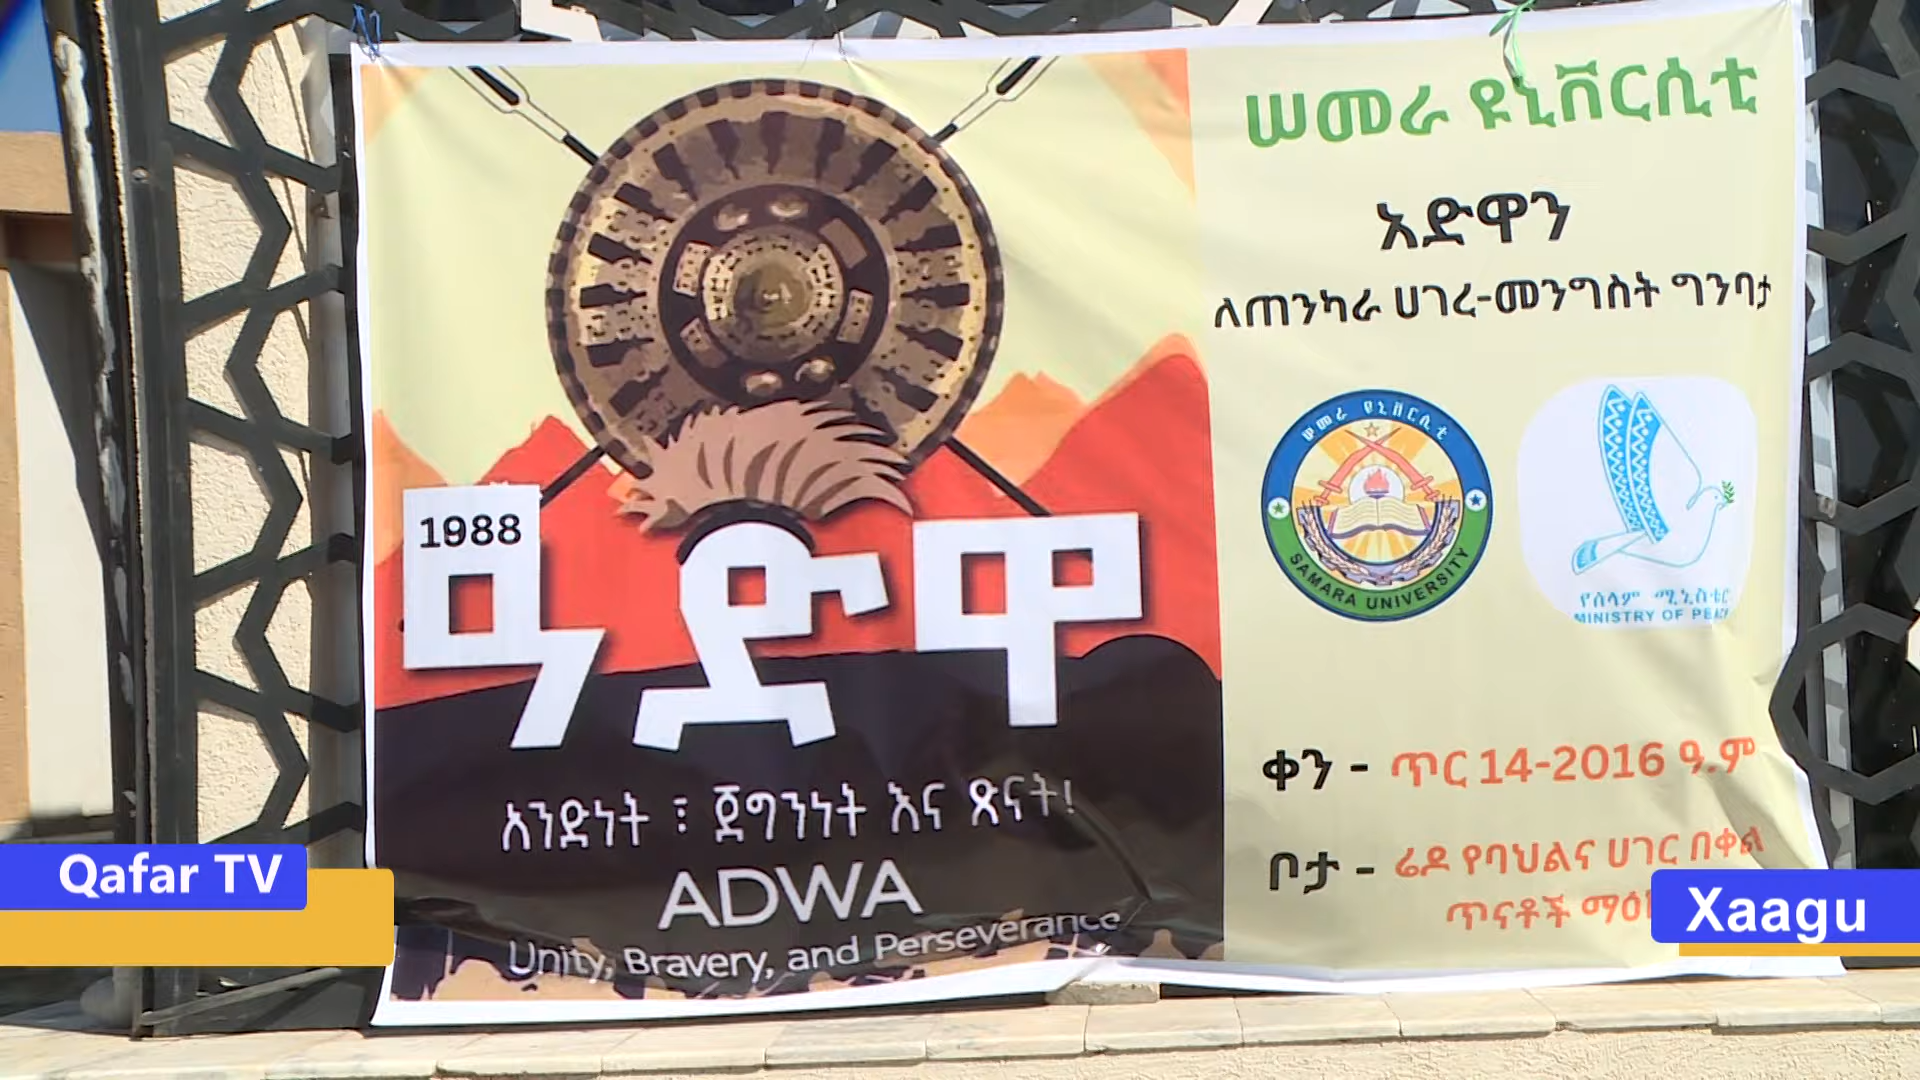 ሠመራ ዩኒቨርሲቲ
አድዋን
ለጠንካራ ሀገረ-መንግስት ግንባታ
ሠመራ ዩኒቨርሲቲ
SAMARA UNIVERSITY
የሰላም ሚኒስቴር
MINISTRY OF PEACE
1988
ዓድዋ
አንድነት ፣ ጀግንነት እና ጽናት!
ADWA
Unity, Bravery, and Perseverance
ቀን - ጥር 14-2016 ዓ.ም
ቦታ - ሬዶ የባህልና ሀገር በቀል
ጥናቶች
Qafar TV
Xaagu